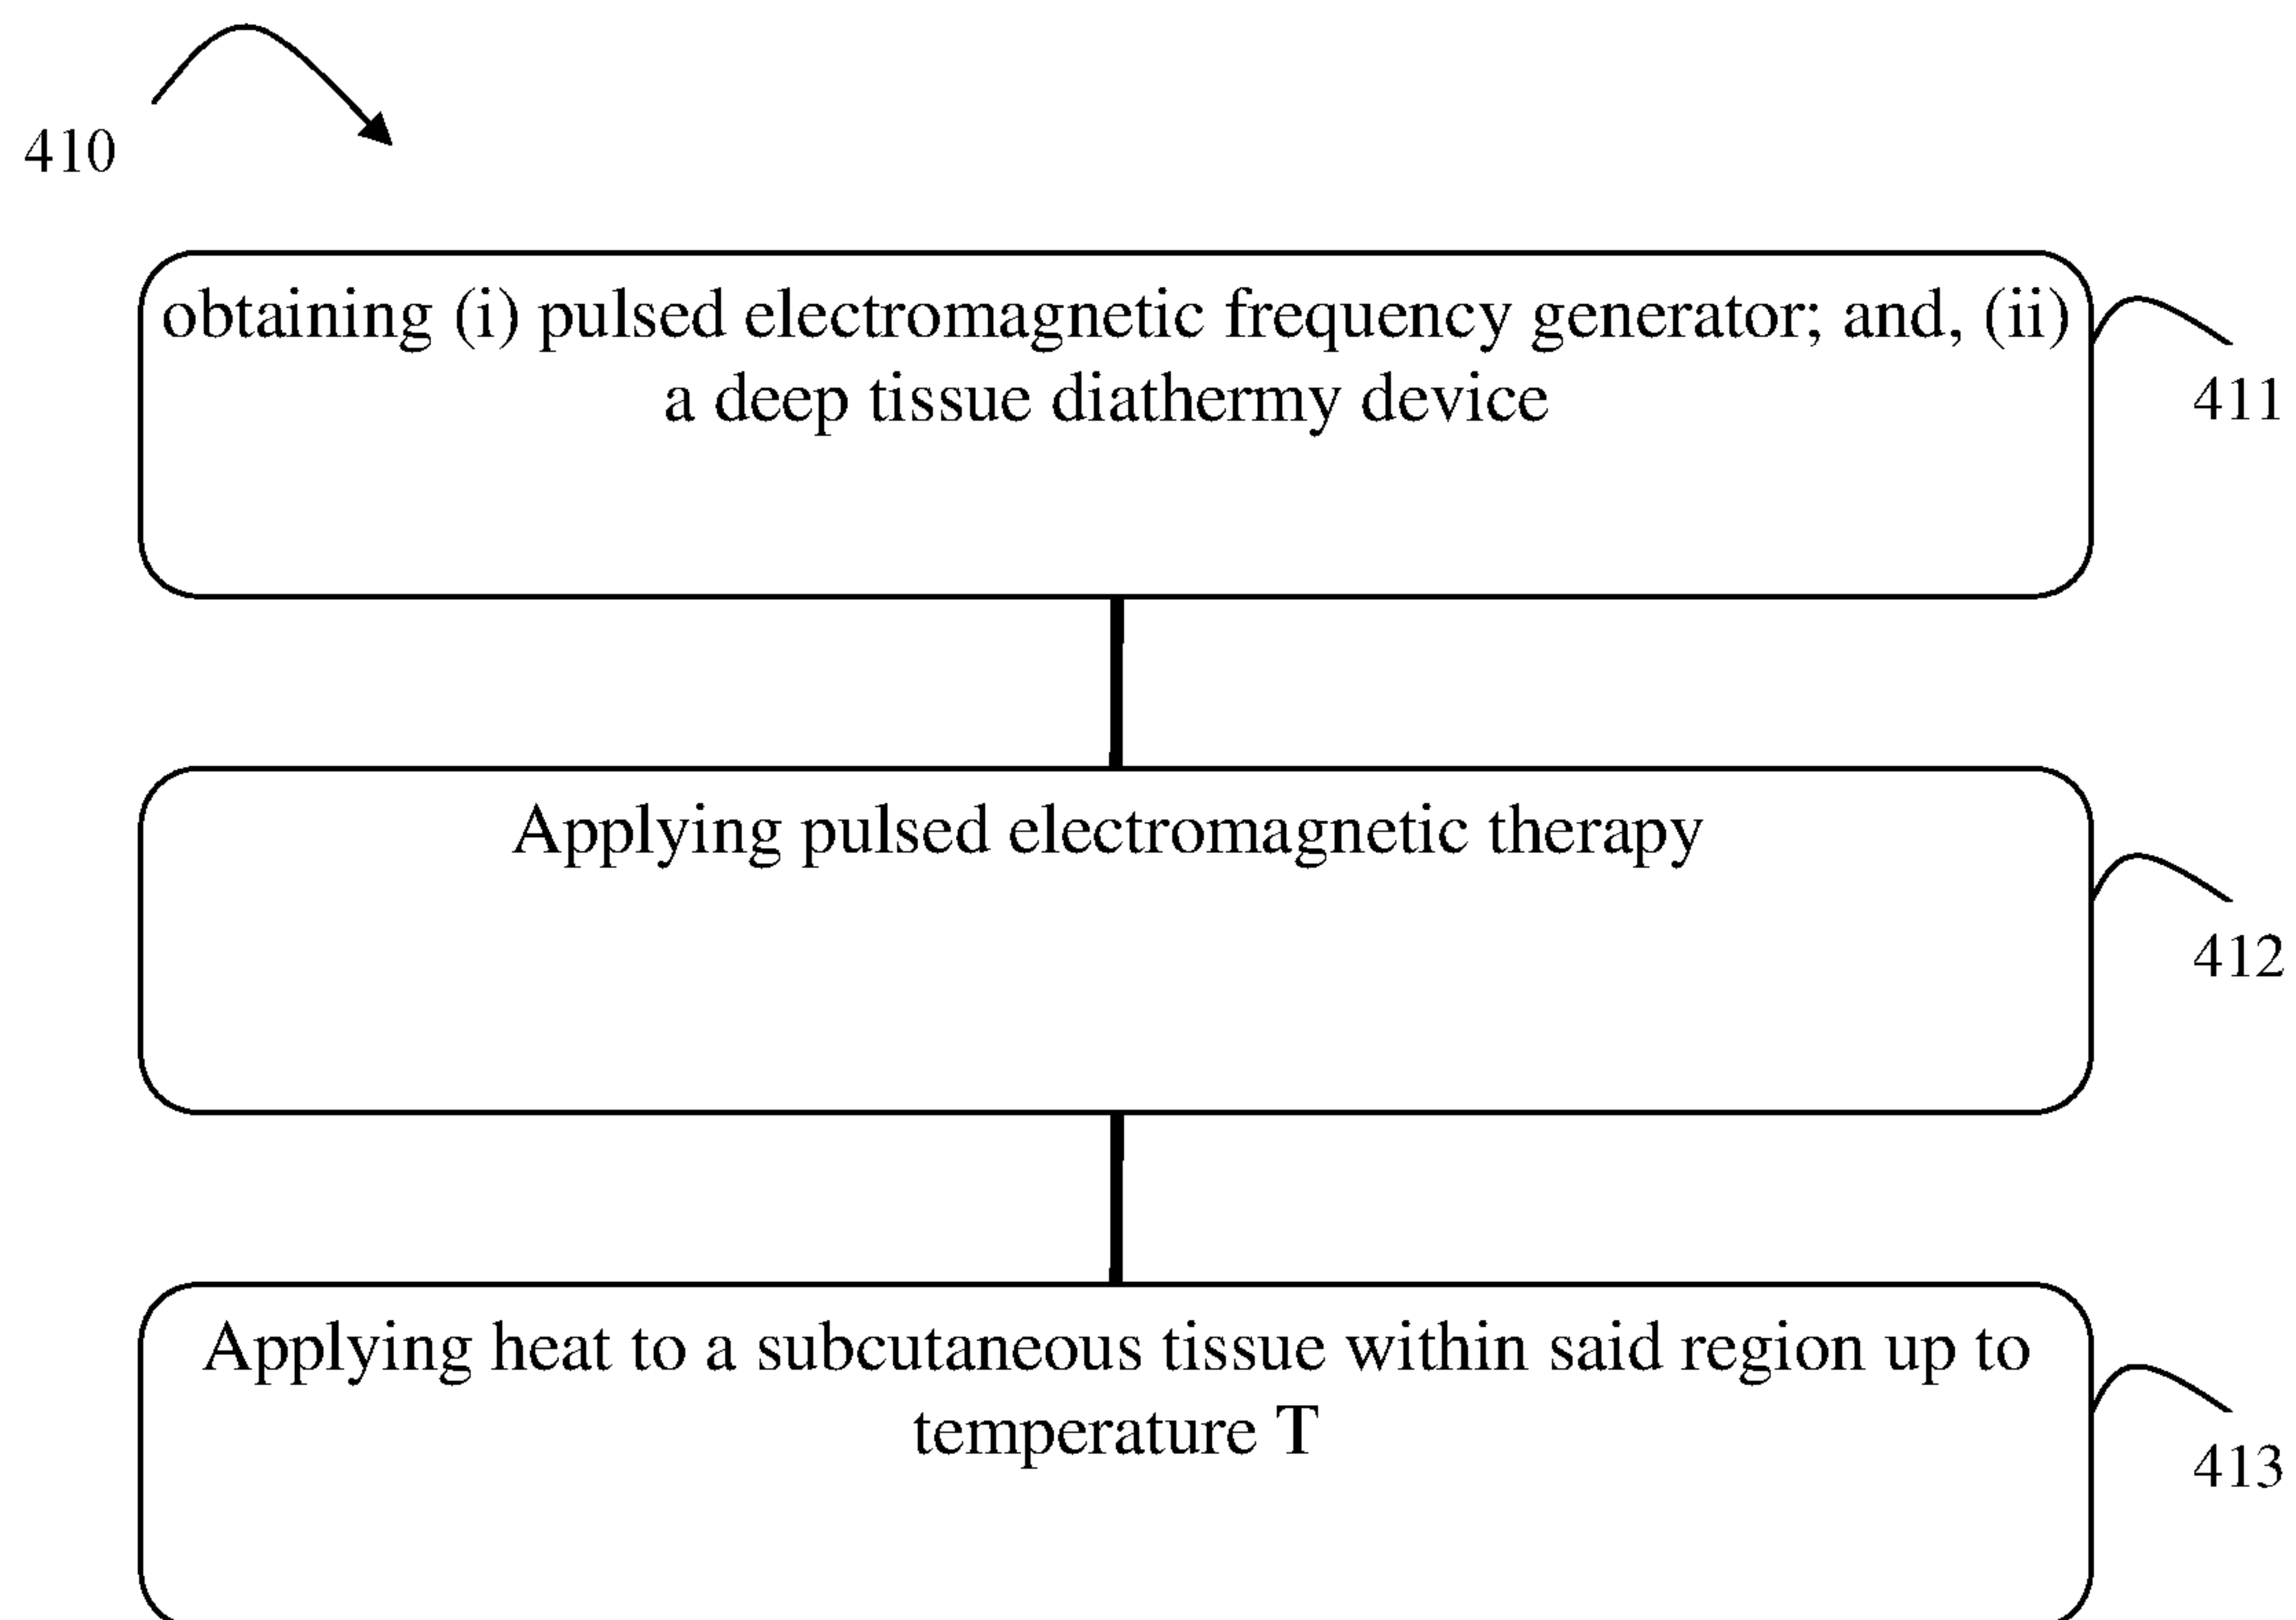 410
obtaining (i) pulsed electromagnetic frequency generator; and, (ii)
a deep tissue diathermy device
411
Applying pulsed electromagnetic therapy
412
Applying heat to a subcutaneous tissue within said region up to
temperature T
413